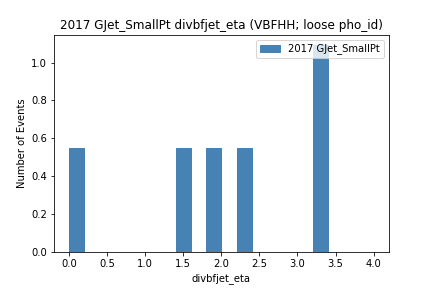 2017 GJet_SmallPt divbfjet_eta (VBFHH; loose pho_id)
2017 GJet_SmallPt
Number of Events
1.0
0.8
0.6
0.4
0.2
0.0
0.0 0.5 1.0 1.5 2.0 2.5 3.0 3.5 4.0
divbfjet_eta